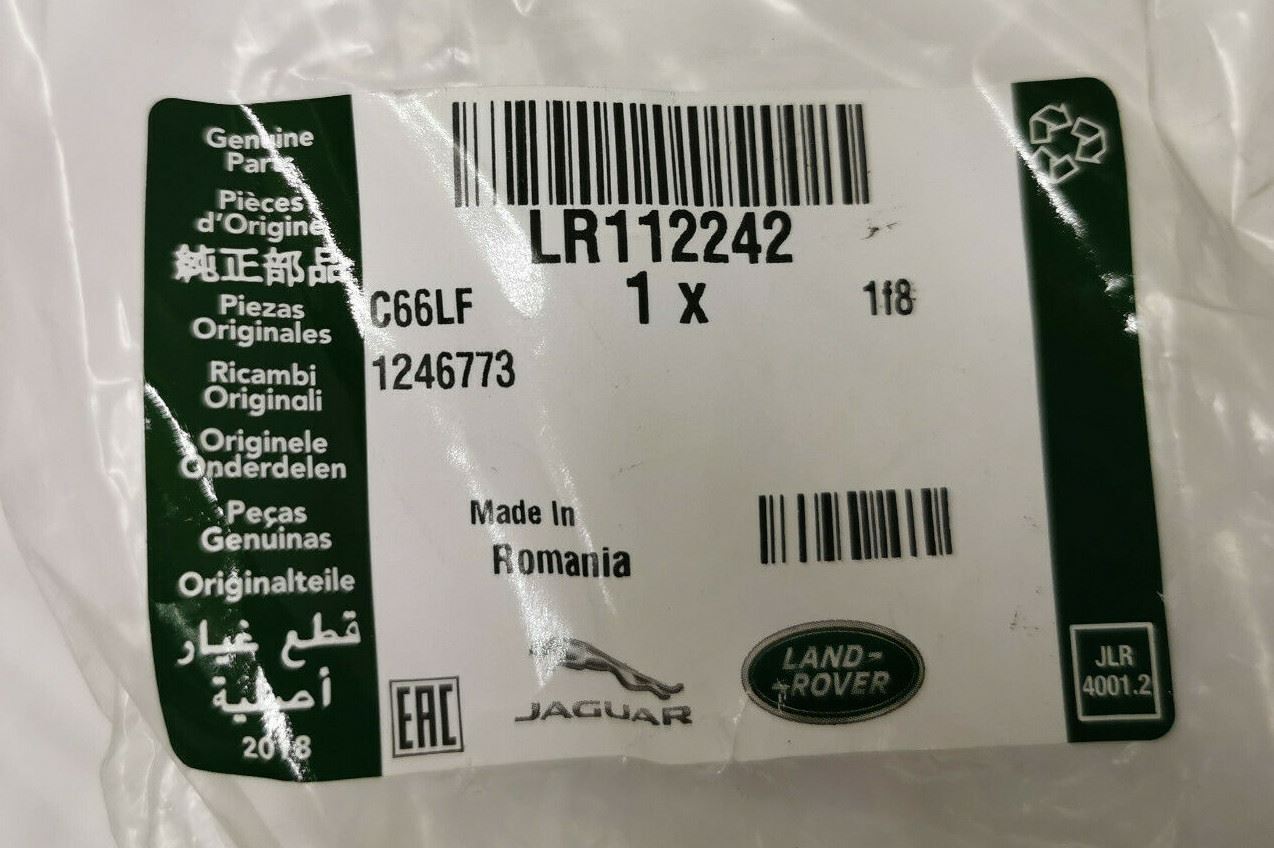 Genuine
Parts
Pièces
d'Origine
純正部品
Piezas
Originales
Ricambi
Originali
Originele
Onderdelen
Peças
Genuinas
Originalteile
قطع غيار
أصلية
2018
LR112242
C66LF 1 x 1f8
1246773
Made In
Romania
EAC
JAGUAR
LAND-
-ROVER
JLR
4001.2